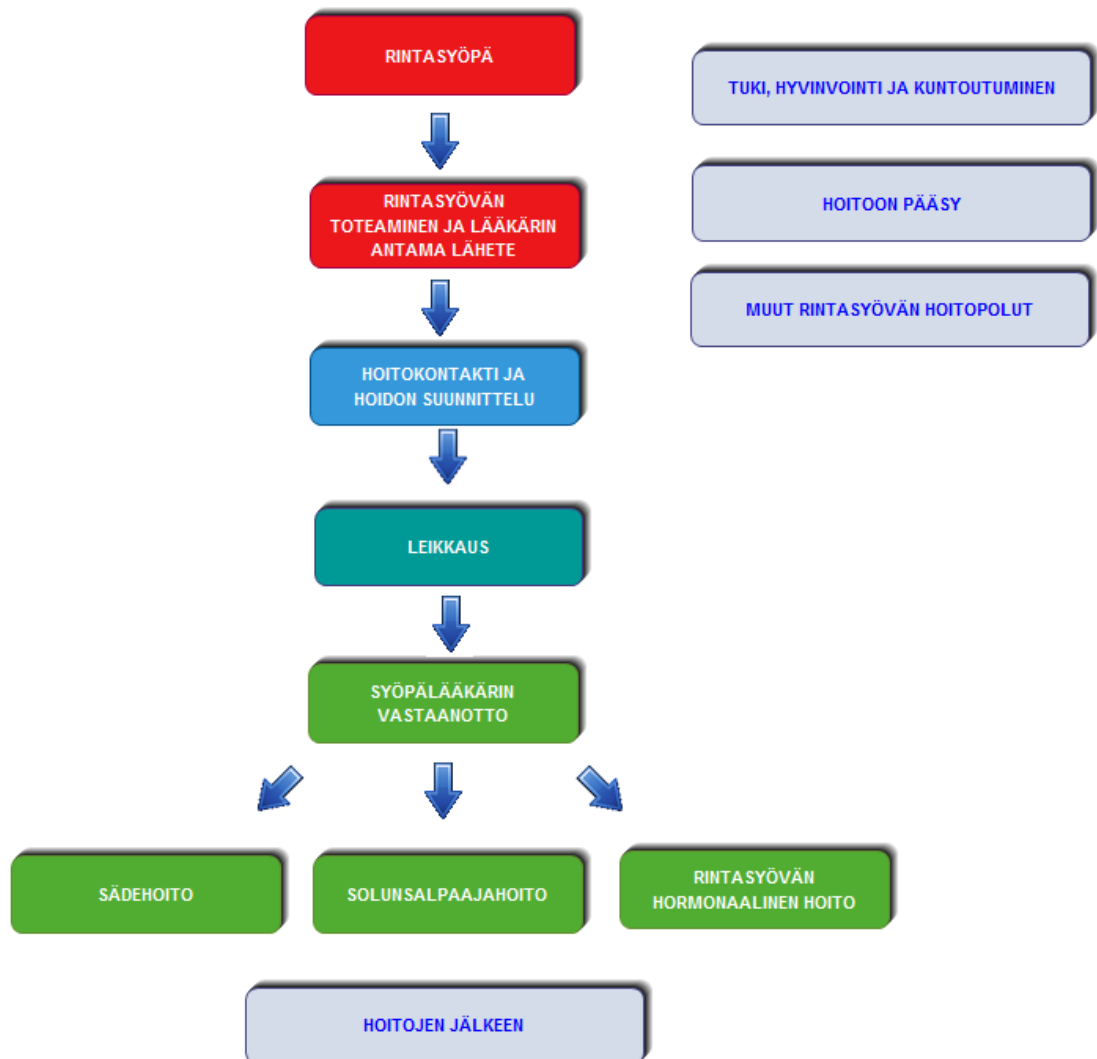 RINTASYÖPÄ
TUKI, HYVINVOINTI JA KUNTOUTUMINEN
RINTASYÖVÄN
TOTEAMINEN JA LÄÄKÄRIN
ANTAMA LÄHETE
HOITOON PÄÄSY
MUUT RINTASYÖVÄN HOITOPOLUT
HOITOKONTAKTI JA
HOIDON SUUNNITTELU
LEIKKAUS
SYÖPÄLÄÄKÄRIN
VASTAANOTTO
SÄDEHOITO
SOLUNSALPAAJAHOITO
RINTASYÖVÄN
HORMONAALINEN HOITO
HOITOJEN JÄLKEEN